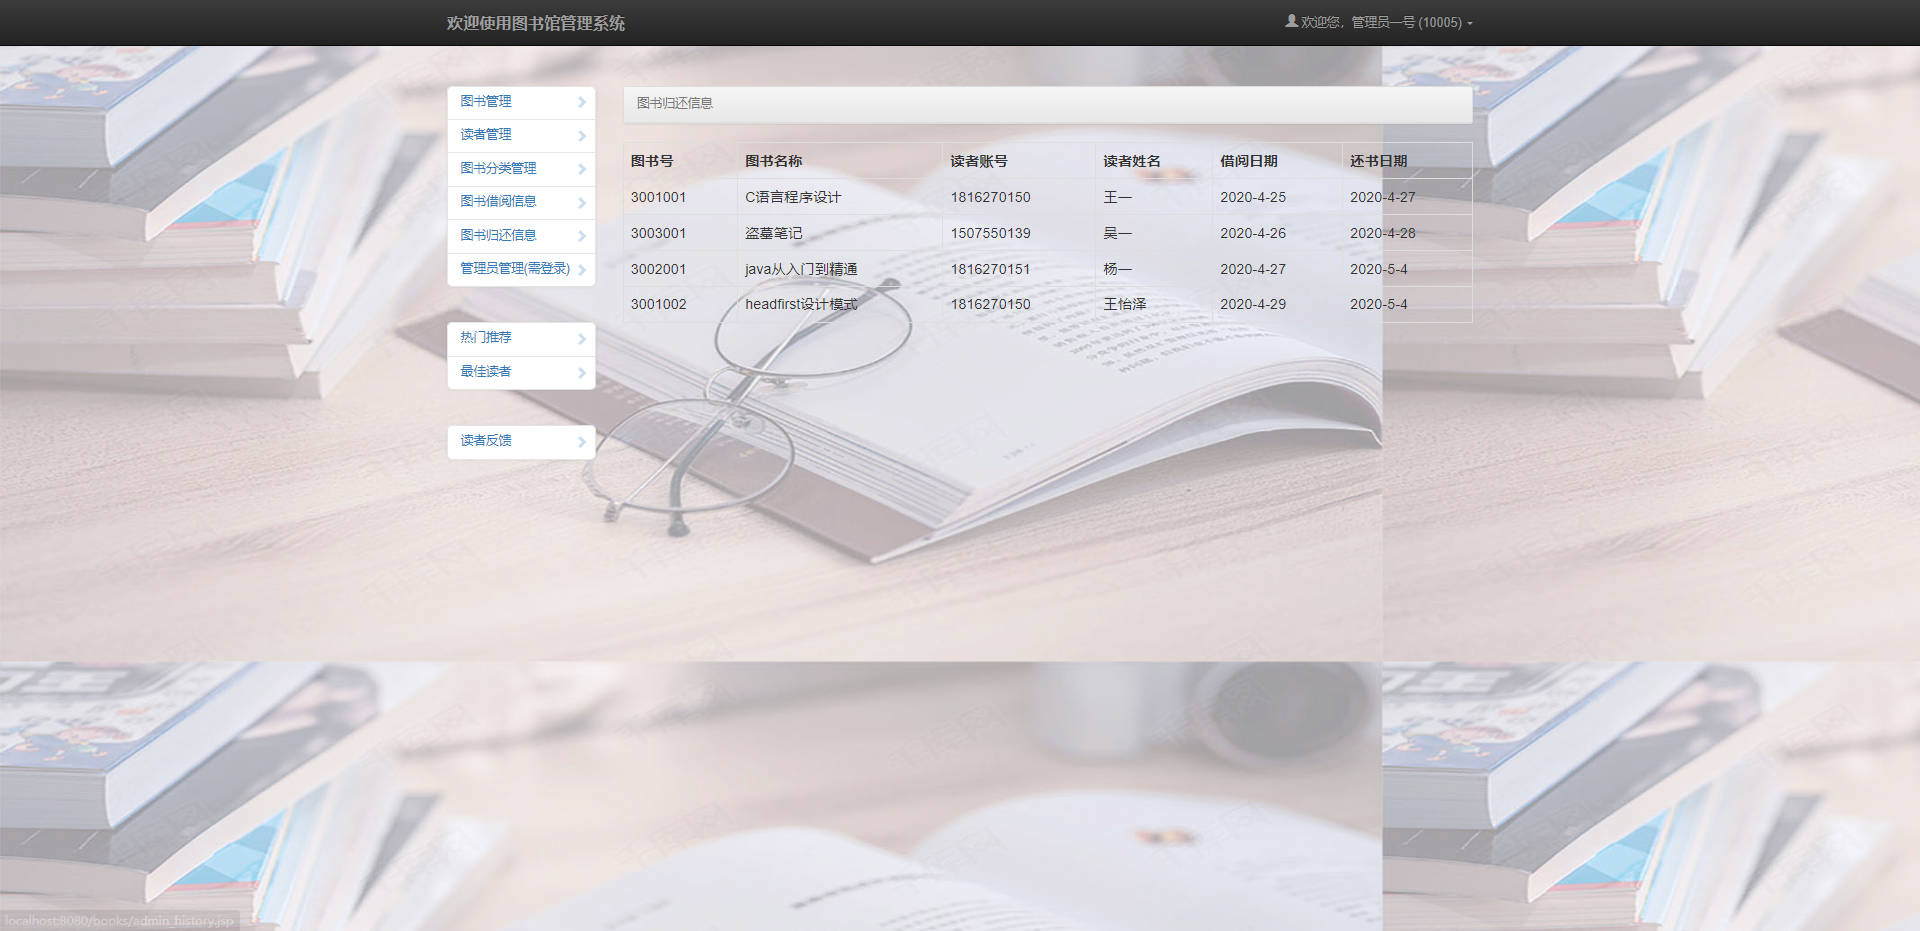 欢迎使用图书馆管理系统
欢迎您，管理员一号 (10005)
图书管理
读者管理
图书分类管理
图书借阅信息
图书归还信息
管理员管理(需登录)
热门推荐
最佳读者
读者反馈
图书归还信息
图书号 图书名称 读者账号 读者姓名 借阅日期 还书日期
3001001 C语言程序设计 1816270150 王一 2020-4-25 2020-4-27
3003001 盗墓笔记 1507550139 吴一 2020-4-26 2020-4-28
3002001 java从入门到精通 1816270151 杨一 2020-4-27 2020-5-4
3001002 headfirst设计模式 1816270150 王怡泽 2020-4-29 2020-5-4
localhost:8080/books/admin_history.jsp